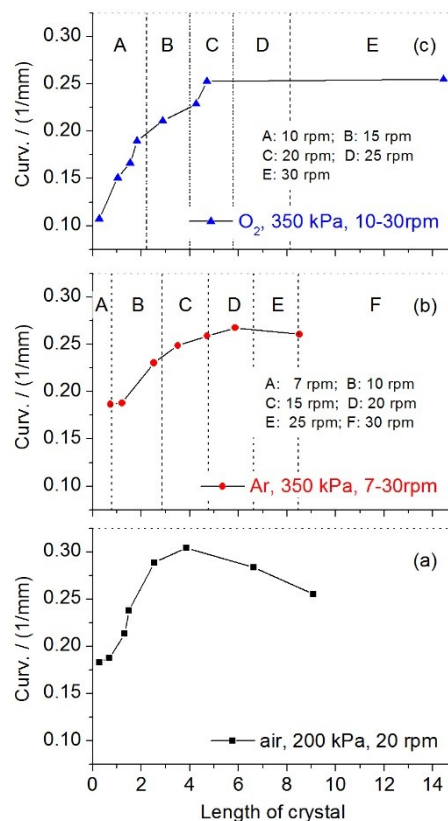 0.30
A B C D E (c)
0.25
Curv. / (1/mm)
0.20
A: 10 rpm; B: 15 rpm
C: 20 rpm; D: 25 rpm
E: 30 rpm
0.15
0.10
O2, 350 kPa, 10-30rpm
0.30
A B C D E F (b)
0.25
Curv. / (1/mm)
0.20
A: 7 rpm; B: 10 rpm
C: 15 rpm; D: 20 rpm
E: 25 rpm; F: 30 rpm
0.15
0.10
Ar, 350 kPa, 7-30rpm
0.30
(a)
0.25
Curv. / (1/mm)
0.20
0.15
0.10
air, 200 kPa, 20 rpm
0 2 4 6 8 10 12 14
Length of crystal